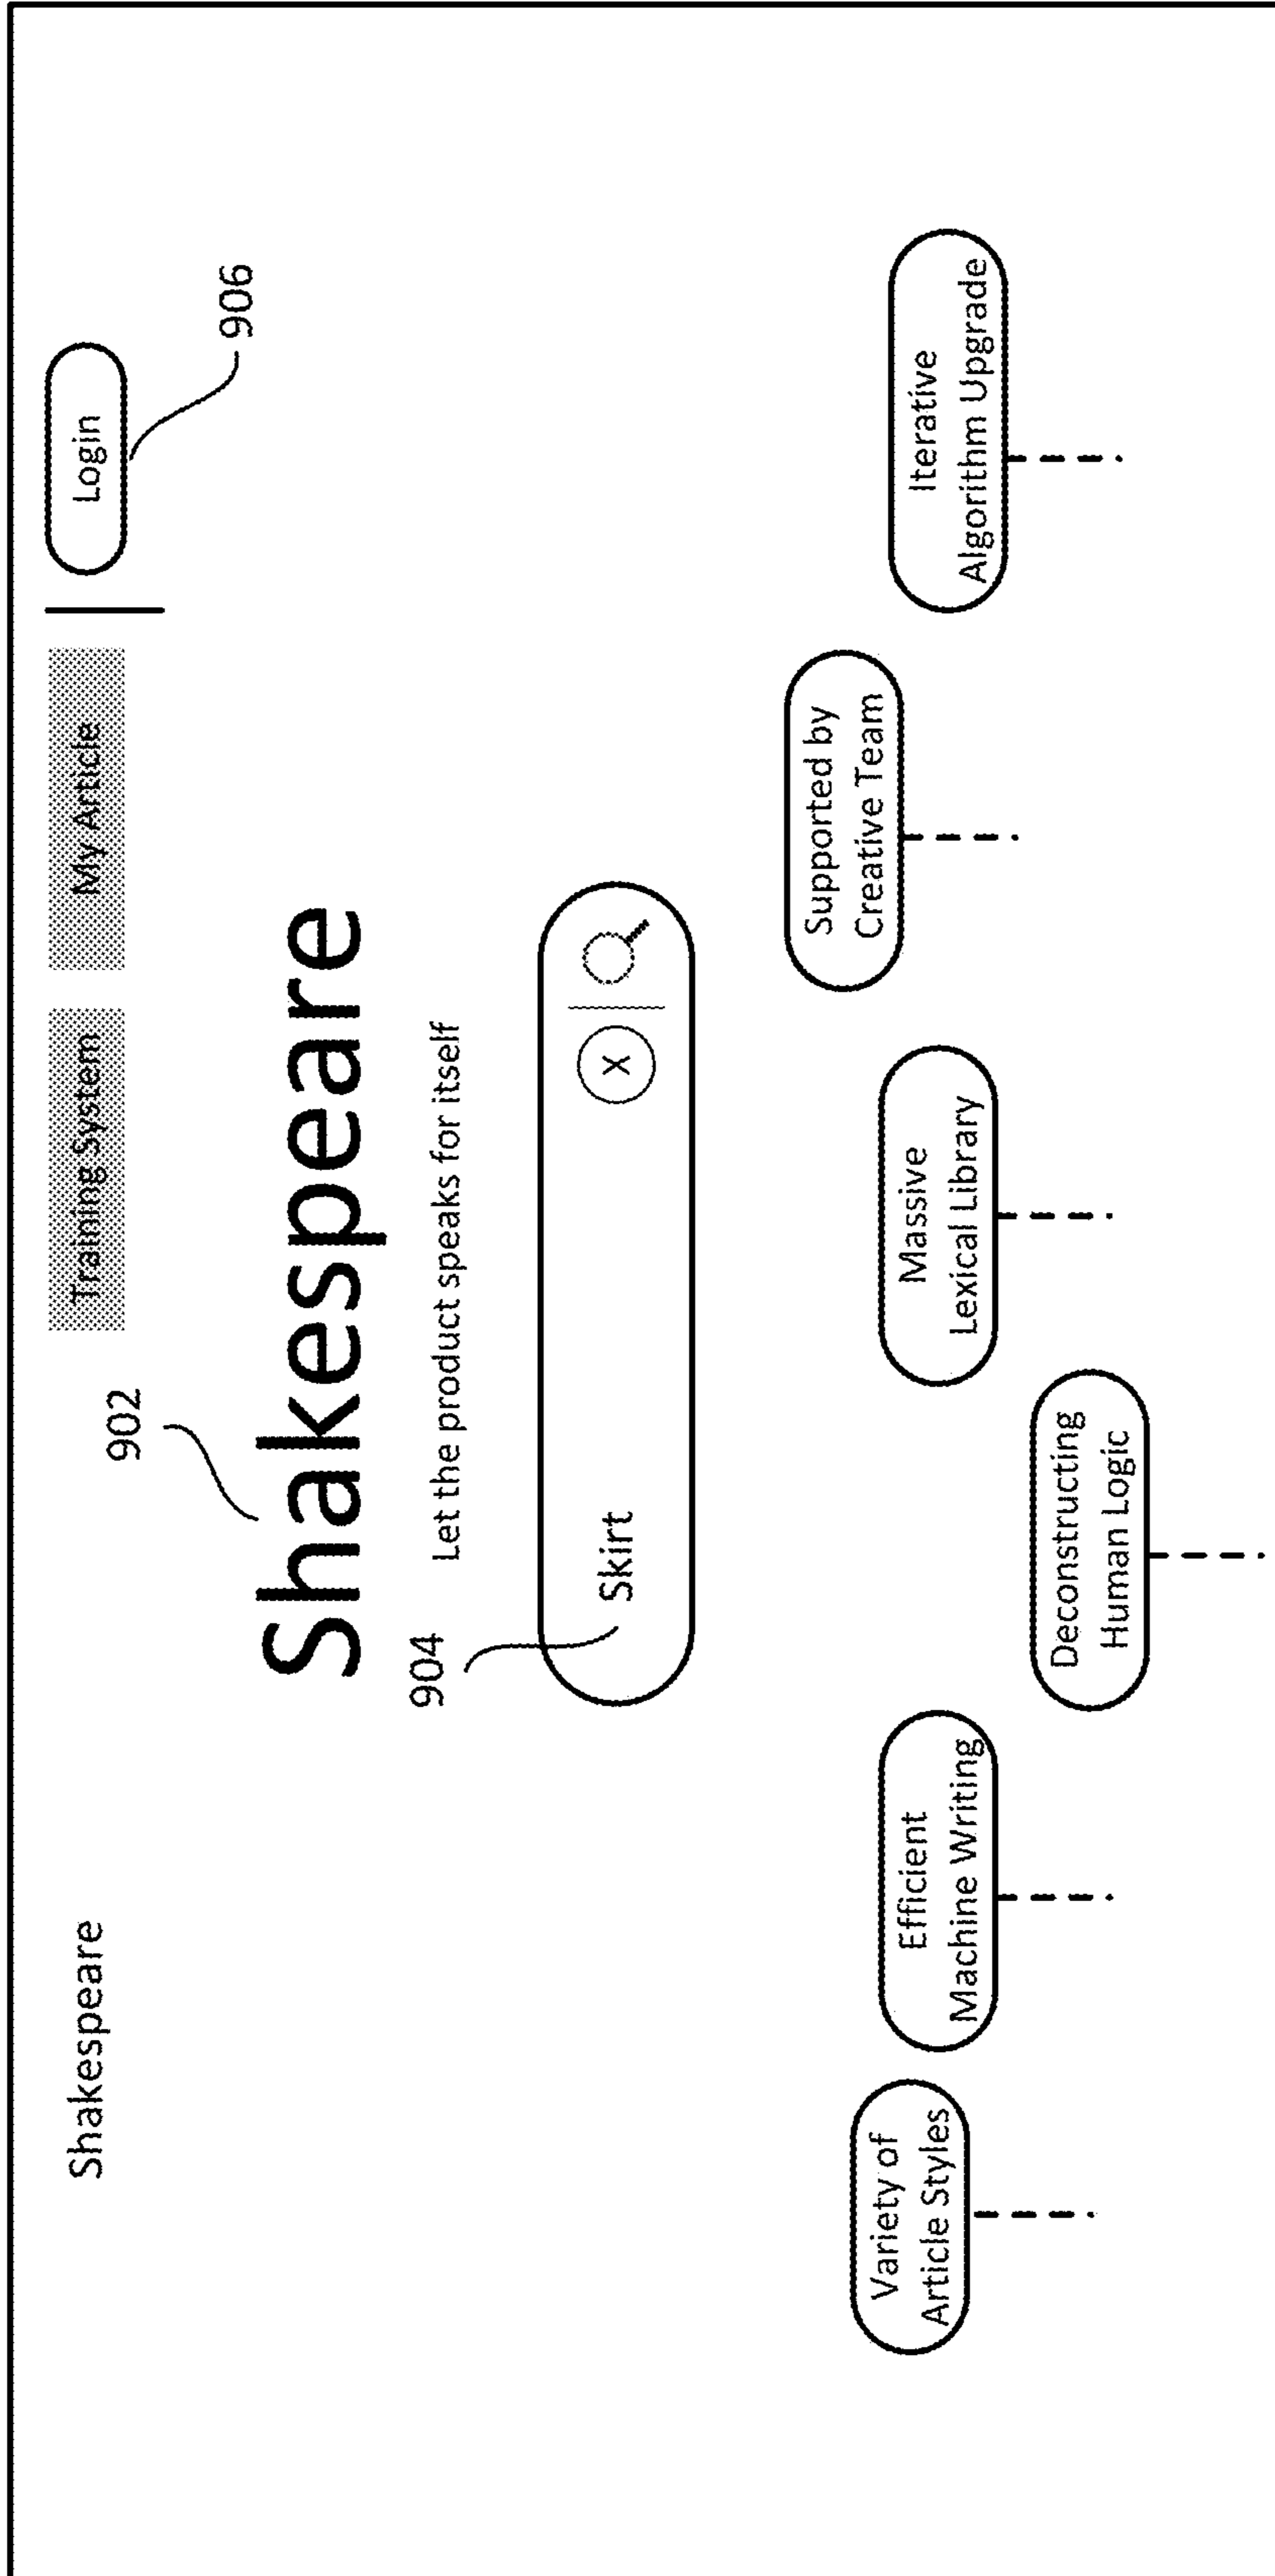 Shakespeare
Training System
My Article
Login
906
902
Shakespeare
Let the product speaks for itself
904
Skirt
X
Variety of
Article Styles
Efficient
Machine Writing
Deconstructing
Human Logic
Massive
Lexical Library
Supported by
Creative Team
Iterative
Algorithm Upgrade